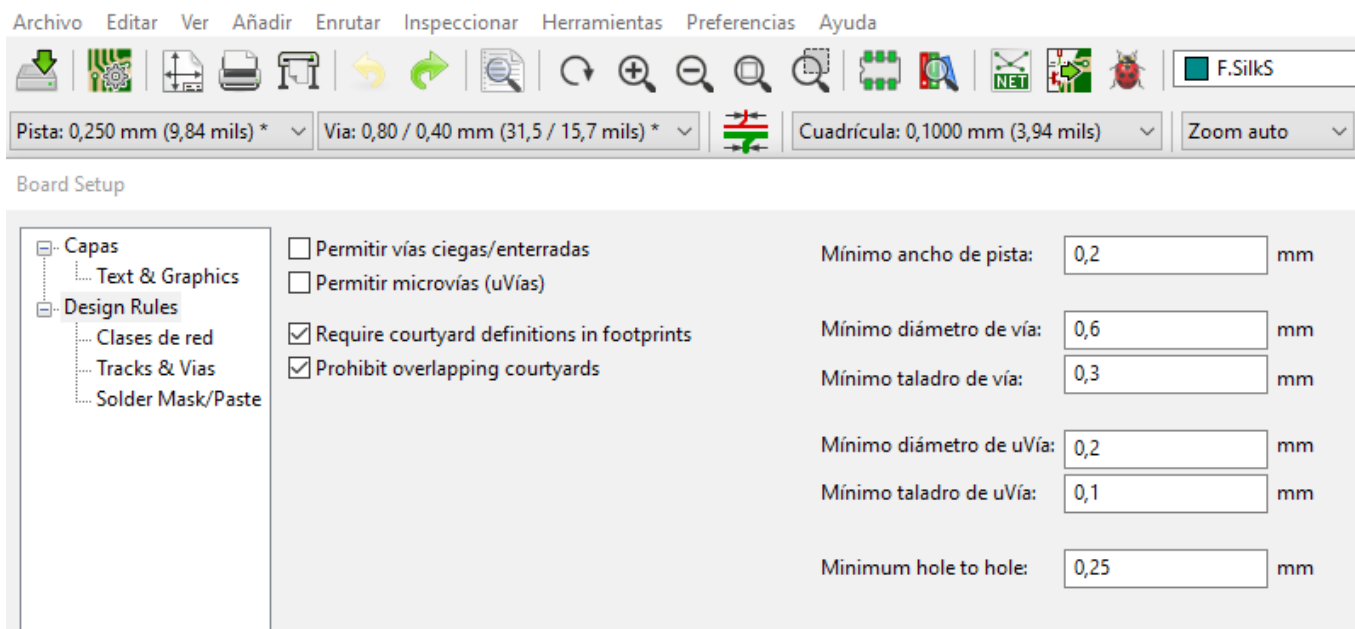 Archivo Editar Ver Añadir Enrutar Inspeccionar Herramientas Preferencias Ayuda
NET
F.SilkS
Pista: 0,250 mm (9,84 mils) *
Via: 0,80 / 0,40 mm (31,5 / 15,7 mils) *
Cuadrícula: 0,1000 mm (3,94 mils)
Zoom auto
Board Setup
Capas
Text & Graphics
Design Rules
Clases de red
Tracks & Vias
Solder Mask/Paste
Permitir vías ciegas/enterradas
Permitir microvías (uVías)
Require courtyard definitions in footprints
Prohibit overlapping courtyards
Mínimo ancho de pista: 0,2 mm
Mínimo diámetro de vía: 0,6 mm
Mínimo taladro de vía: 0,3 mm
Mínimo diámetro de uVía: 0,2 mm
Mínimo taladro de uVía: 0,1 mm
Minimum hole to hole: 0,25 mm